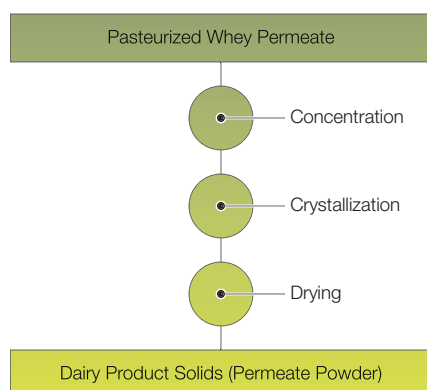 Pasteurized Whey Permeate
Concentration
Crystallization
Drying
Dairy Product Solids (Permeate Powder)